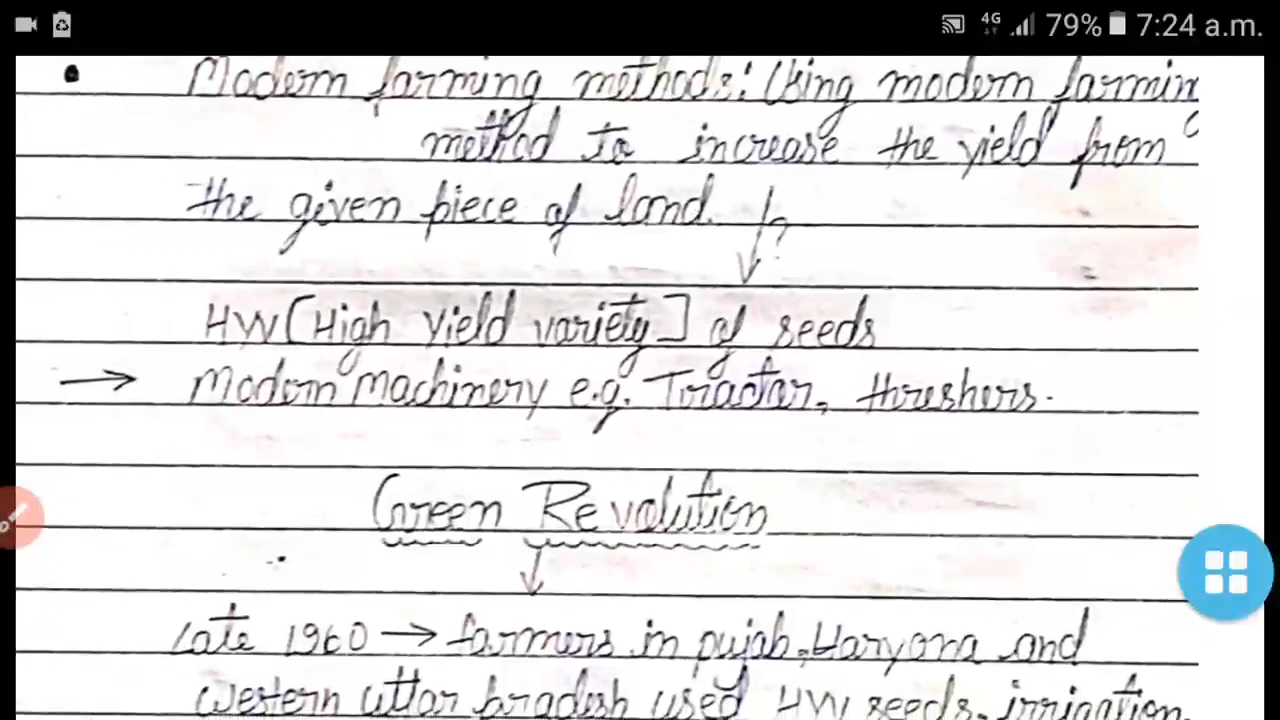 4G 79% 7:24 a.m.
• Modern farming methods: Using modern farming
method to increase the yield from
the given piece of land.
HYV [High Yield variety] of seeds
→ Modern Machinery e.g. Tractor, threshers.
Green Revolution
Late 1960 → farmers in pujab, Haryana and
Western Uttar pradesh used HYV seeds, irrigation